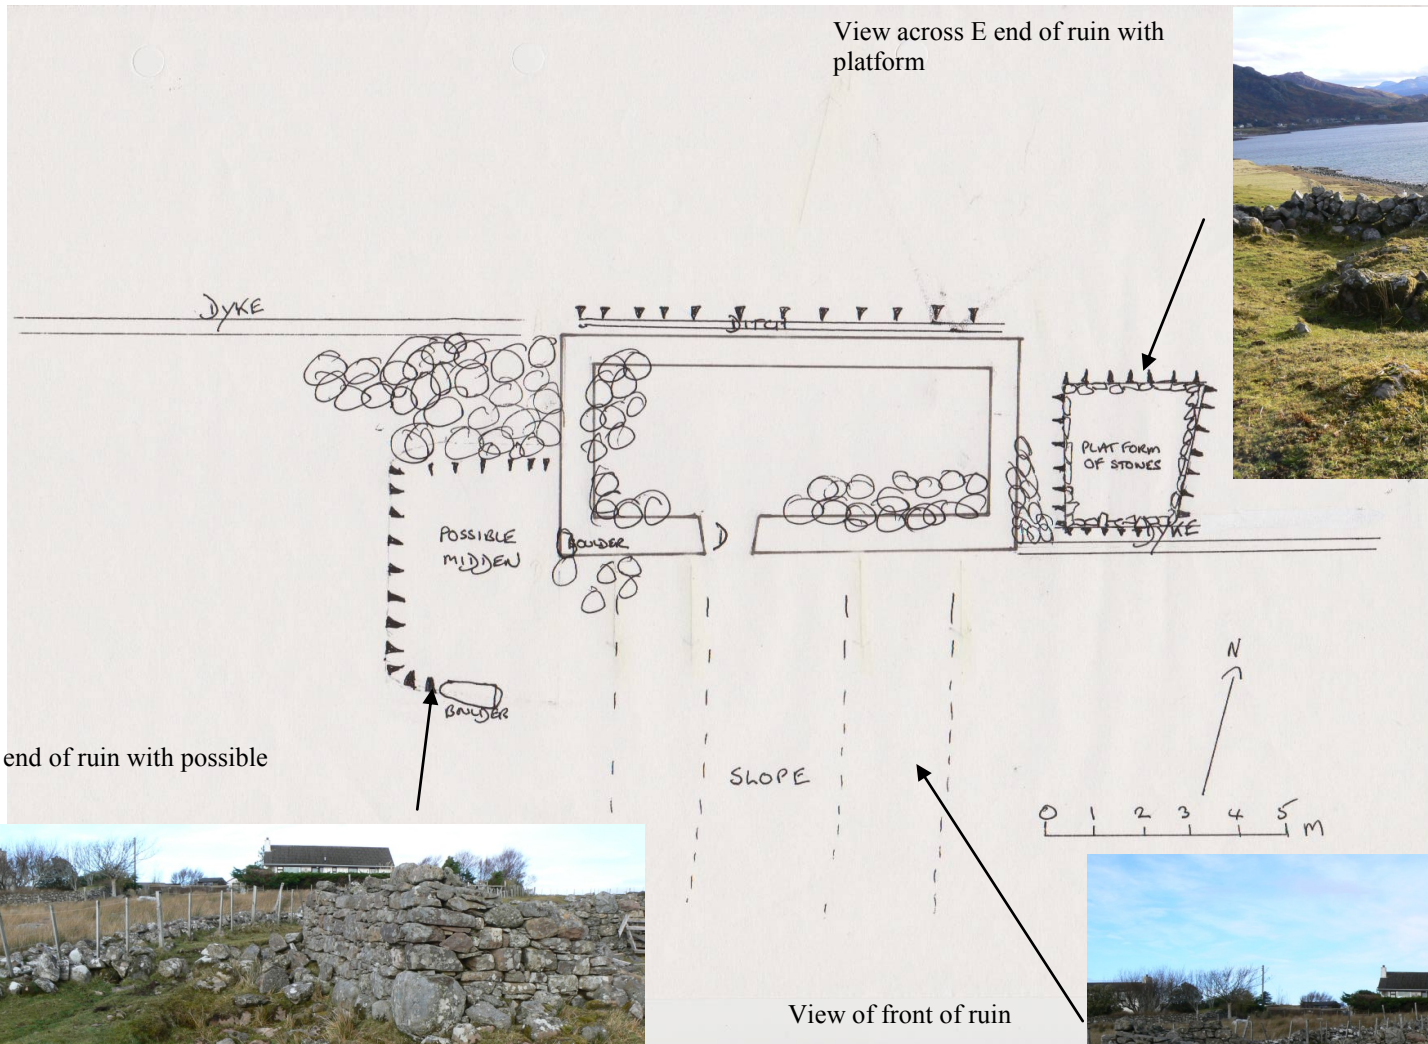 View across E end of ruin with
platform
DYKE
DITCH
PLATFORM
OF STONES
DYKE
POSSIBLE
MIDDEN
BOULDER
D
BOULDER
N
end of ruin with possible
SLOPE
0 1 2 3 4 5 m
View of front of ruin